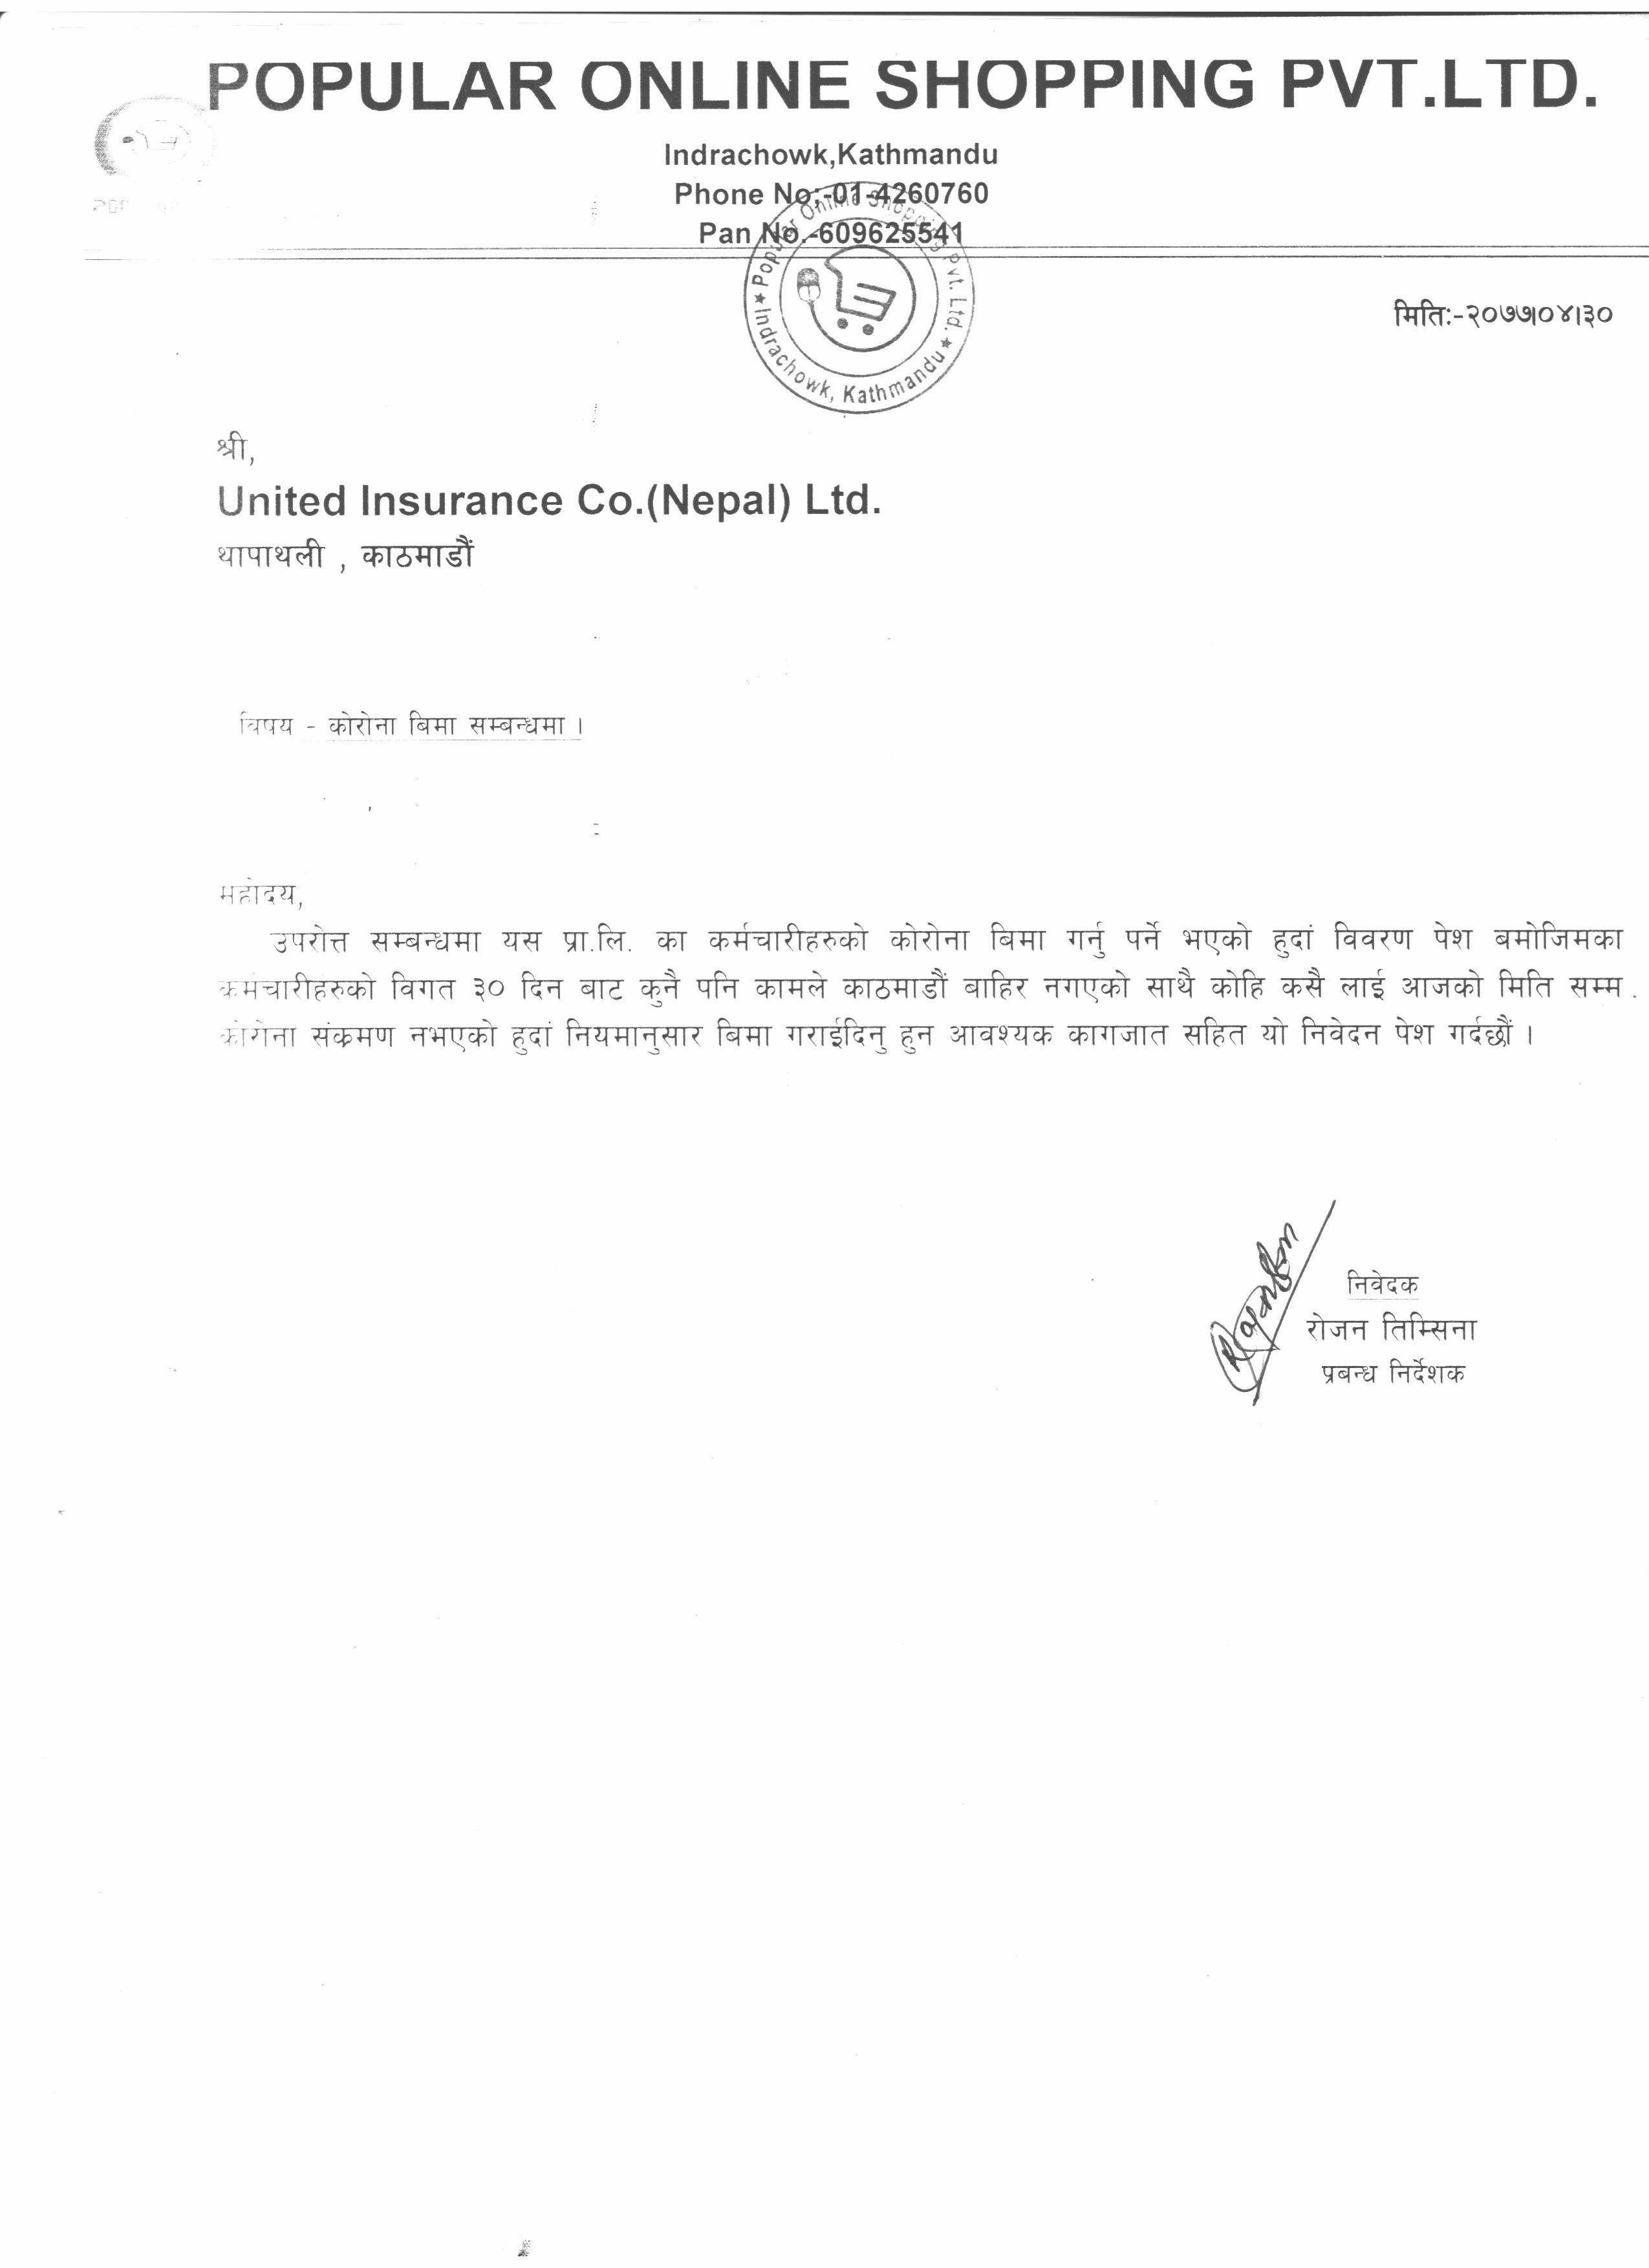 POPULAR ONLINE SHOPPING PVT.LTD.
Indrachowk,Kathmandu
Phone No;-01-4260760
Pan No.-609625541
Popular Online Shopping Pvt. Ltd.
Indrachowk, Kathmandu
मितिः-२०७७।०४।३०
श्री,
United Insurance Co.(Nepal) Ltd.
थापाथली , काठमाडौं
विषय - कोरोना बिमा सम्बन्धमा ।
महोदय,
उपरोत्त सम्बन्धमा यस प्रा.लि. का कर्मचारीहरुको कोरोना बिमा गर्नु पर्ने भएको हुदां विवरण पेश बमोजिमका
कर्मचारीहरुको विगत ३० दिन बाट कुनै पनि कामले काठमाडौं बाहिर नगएको साथै कोहि कसै लाई आजको मिति सम्म .
कोरोना संक्रमण नभएको हुदां नियमानुसार बिमा गराईदिनु हुन आवश्यक कागजात सहित यो निवेदन पेश गर्दछौं ।
निवेदक
रोजन तिम्सिना
प्रबन्ध निर्देशक